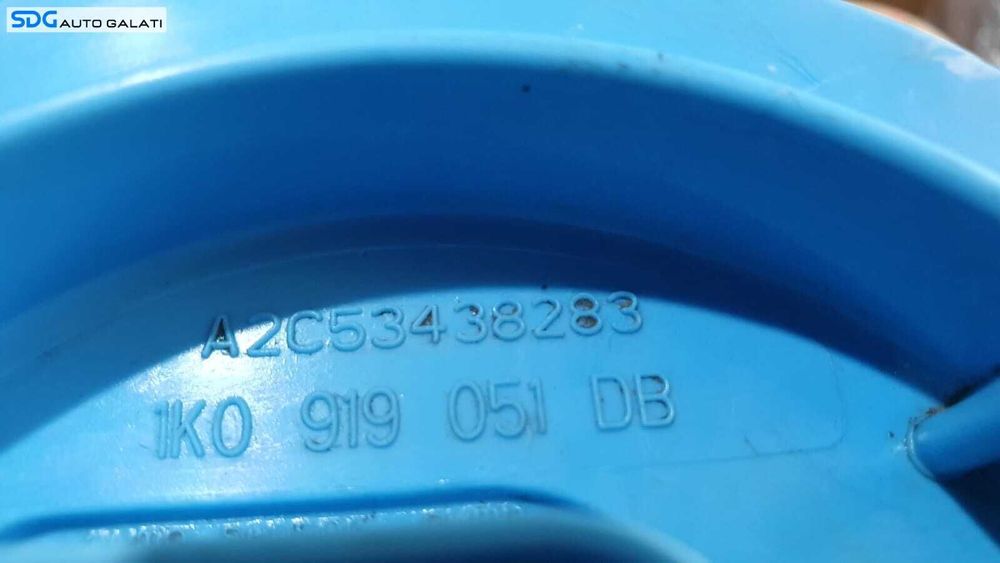 SDG AUTO GALATI
A2C53438283
1K0 919 051 DB